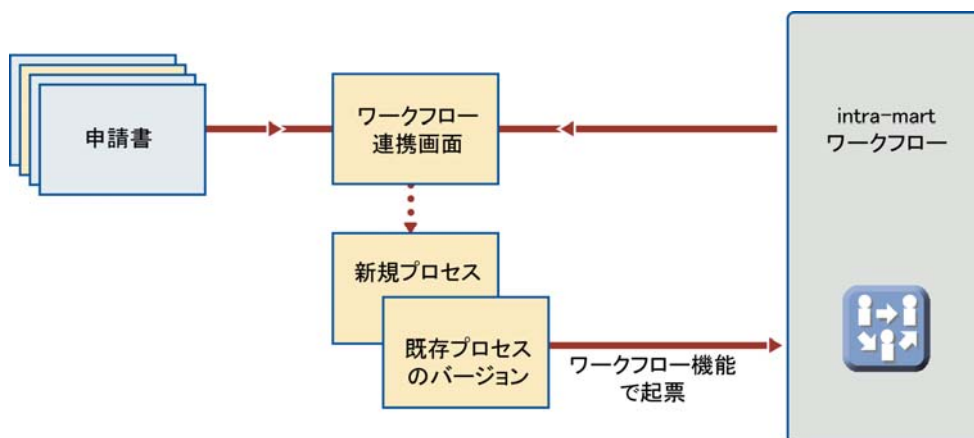 申請書
ワークフロー
連携画面
intra-mart
ワークフロー
新規プロセス
既存プロセス
のバージョン
ワークフロー機能
で起票